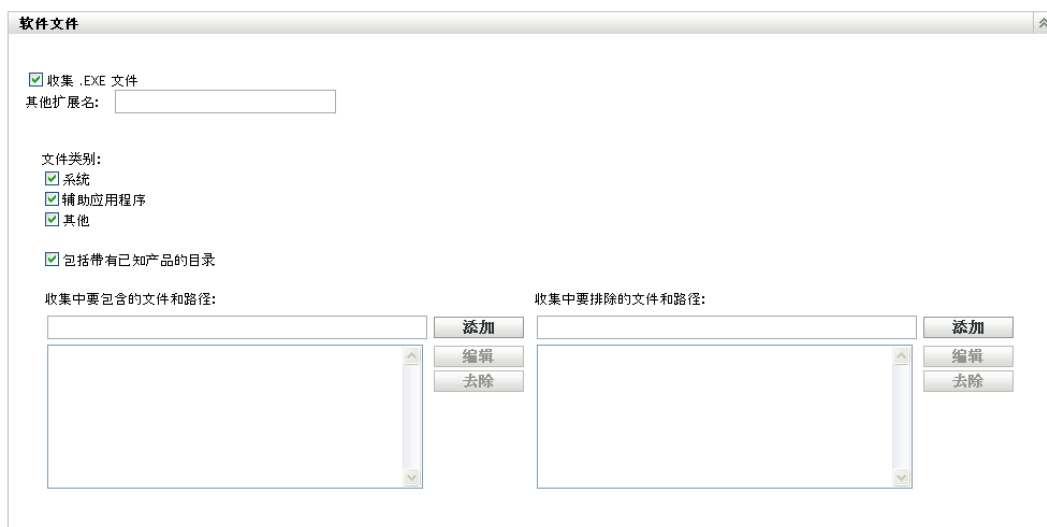 软件文件
收集 .EXE 文件
其他扩展名:
文件类别:
系统
辅助应用程序
其他
包括带有已知产品的目录
收集中要包含的文件和路径: 收集中要排除的文件和路径:
添加 添加
编辑 编辑
去除 去除